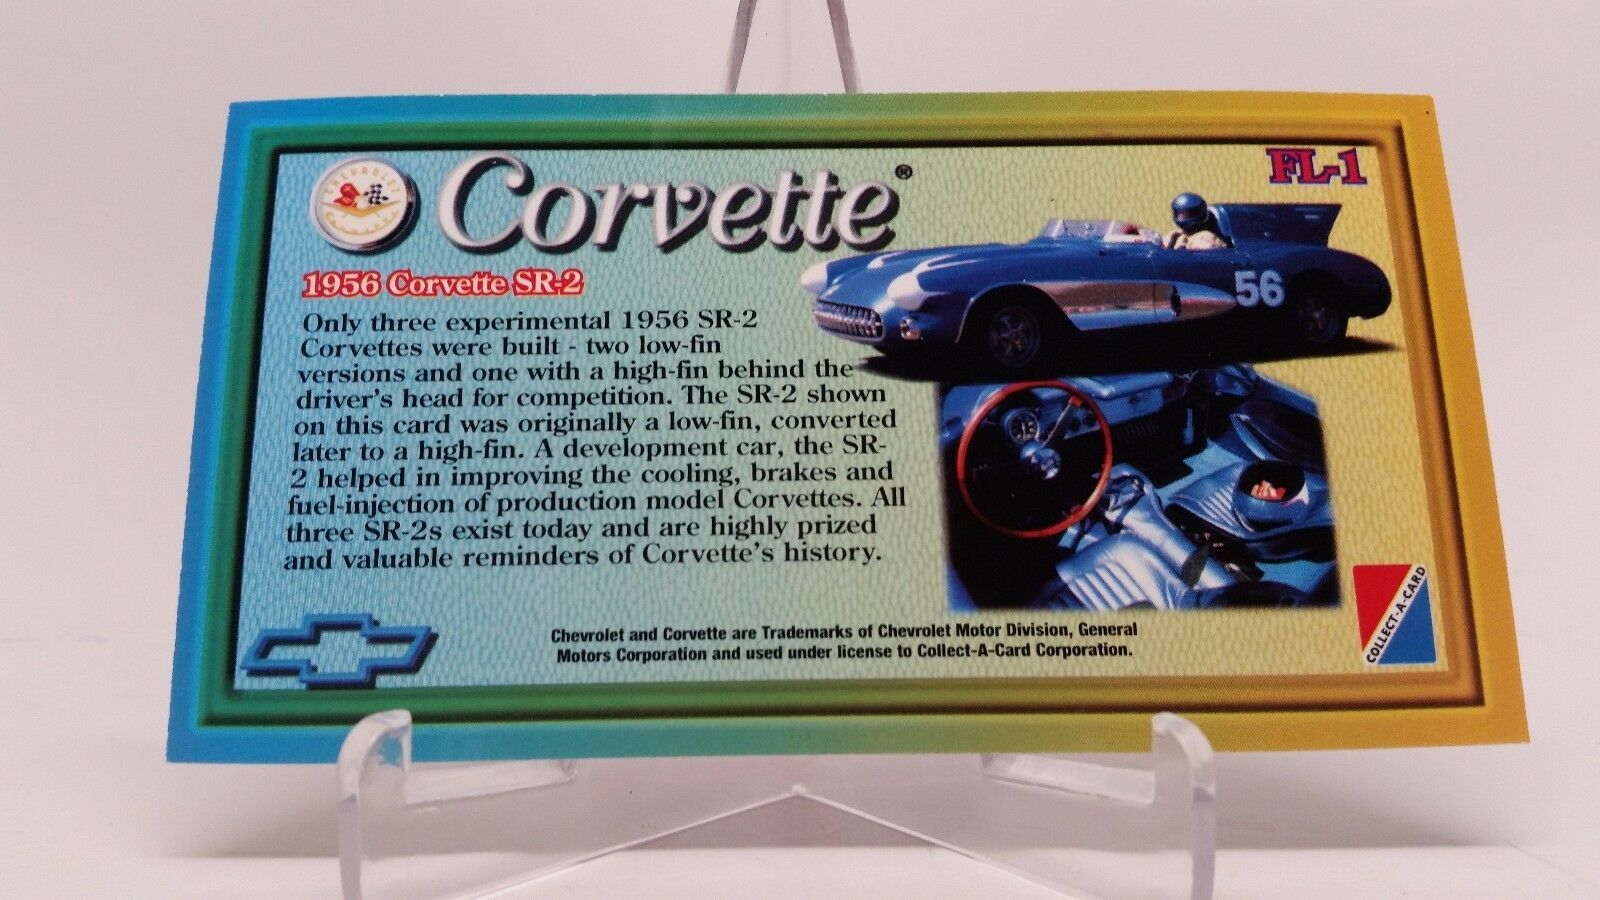 CHEVROLET
Corvette®
FL-1
1956 Corvette SR-2
56
Only three experimental 1956 SR-2
Corvettes were built - two low-fin
versions and one with a high-fin behind the
driver's head for competition. The SR-2 shown
on this card was originally a low-fin, converted
later to a high-fin. A development car, the SR-
2 helped in improving the cooling, brakes and
fuel-injection of production model Corvettes. All
three SR-2s exist today and are highly prized
and valuable reminders of Corvette's history.
Chevrolet and Corvette are Trademarks of Chevrolet Motor Division, General
Motors Corporation and used under license to Collect-A-Card Corporation.
COLLECT-A-CARD